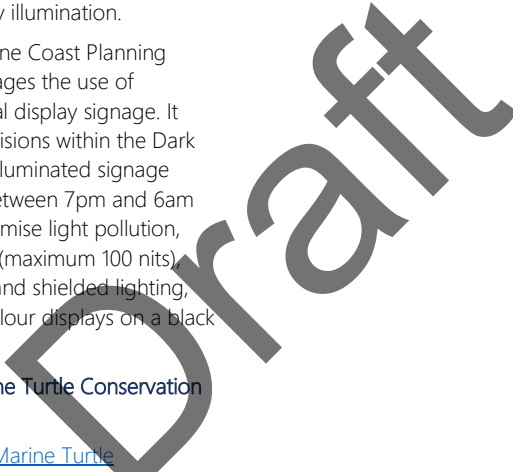 y illumination.
ne Coast Planning
ages the use of
al display signage. It
isions within the Dark
lluminated signage
etween 7pm and 6am
mise light pollution,
(maximum 100 nits),
and shielded lighting,
lour displays on a black
ne Turtle Conservation
Marine Turtle
Draft